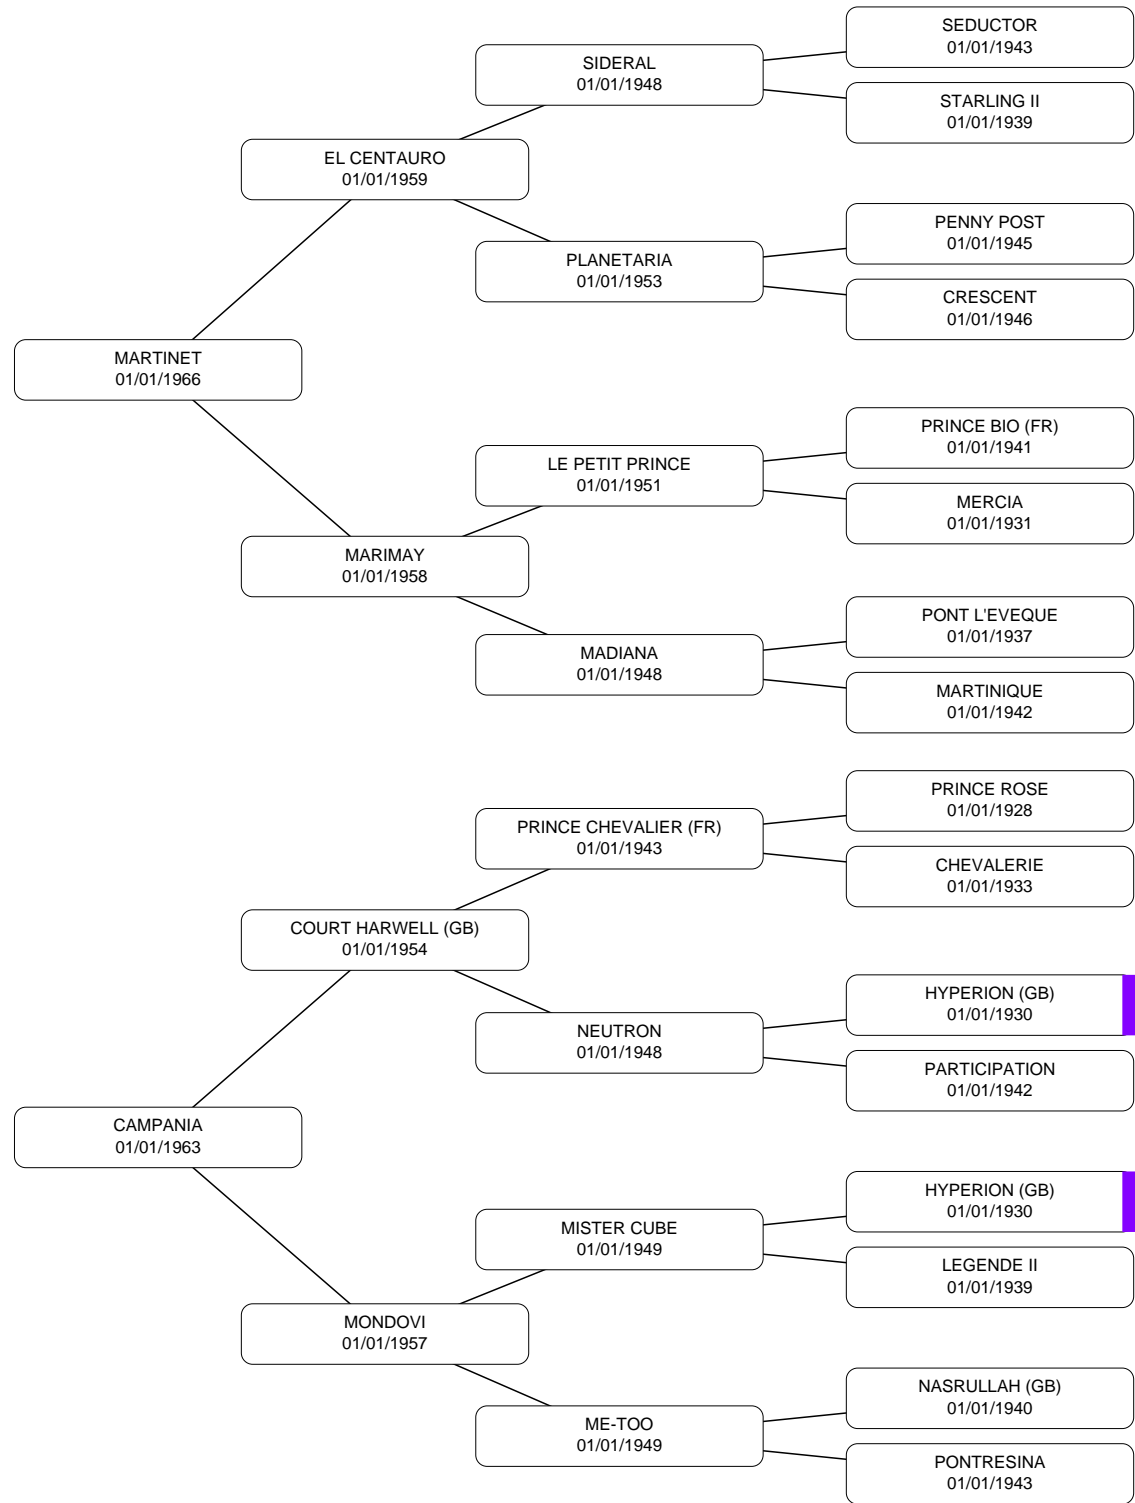 SEDUCTOR
01/01/1943
SIDERAL
01/01/1948
STARLING II
01/01/1939
EL CENTAURO
01/01/1959
PENNY POST
01/01/1945
PLANETARIA
01/01/1953
CRESCENT
01/01/1946
MARTINET
01/01/1966
PRINCE BIO (FR)
01/01/1941
LE PETIT PRINCE
01/01/1951
MERCIA
01/01/1931
MARIMAY
01/01/1958
PONT L'EVEQUE
01/01/1937
MADIANA
01/01/1948
MARTINIQUE
01/01/1942
PRINCE ROSE
01/01/1928
PRINCE CHEVALIER (FR)
01/01/1943
CHEVALERIE
01/01/1933
COURT HARWELL (GB)
01/01/1954
HYPERION (GB)
01/01/1930
NEUTRON
01/01/1948
PARTICIPATION
01/01/1942
CAMPANIA
01/01/1963
HYPERION (GB)
01/01/1930
MISTER CUBE
01/01/1949
LEGENDE II
01/01/1939
MONDOVI
01/01/1957
NASRULLAH (GB)
01/01/1940
ME-TOO
01/01/1949
PONTRESINA
01/01/1943